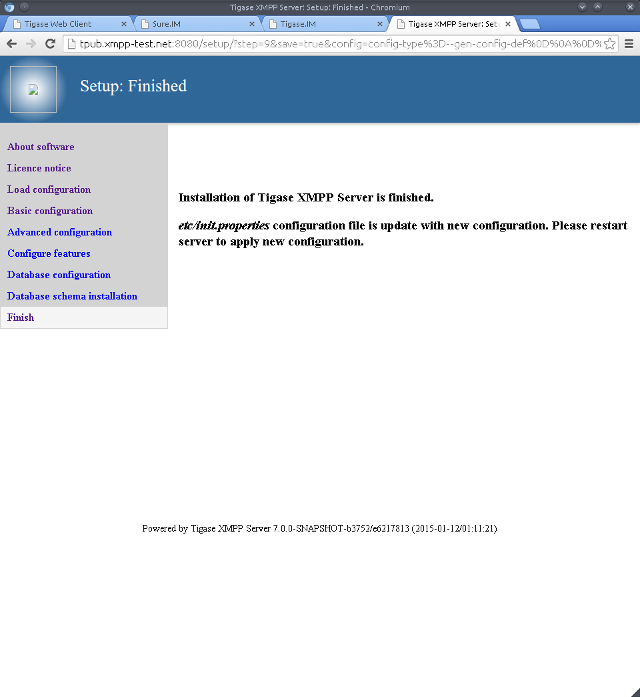 Tigase XMPP Server: Setup: Finished - Chromium
Tigase Web Client
Sure.IM
Tigase.IM
Tigase XMPP Server: Setu
tpub.xmpp-test.net:8080/setup/?step=9&save=true&config=config-type%3D--gen-config-def%0D%0A%0D%
Setup: Finished
About software
Licence notice
Load configuration
Basic configuration
Advanced configuration
Configure features
Database configuration
Database schema installation
Finish
Installation of Tigase XMPP Server is finished.
etc/init.properties configuration file is update with new configuration. Please restart
server to apply new configuration.
Powered by Tigase XMPP Server 7.0.0-SNAPSHOT-b3752/e6217813 (2015-01-12/01:11:21)